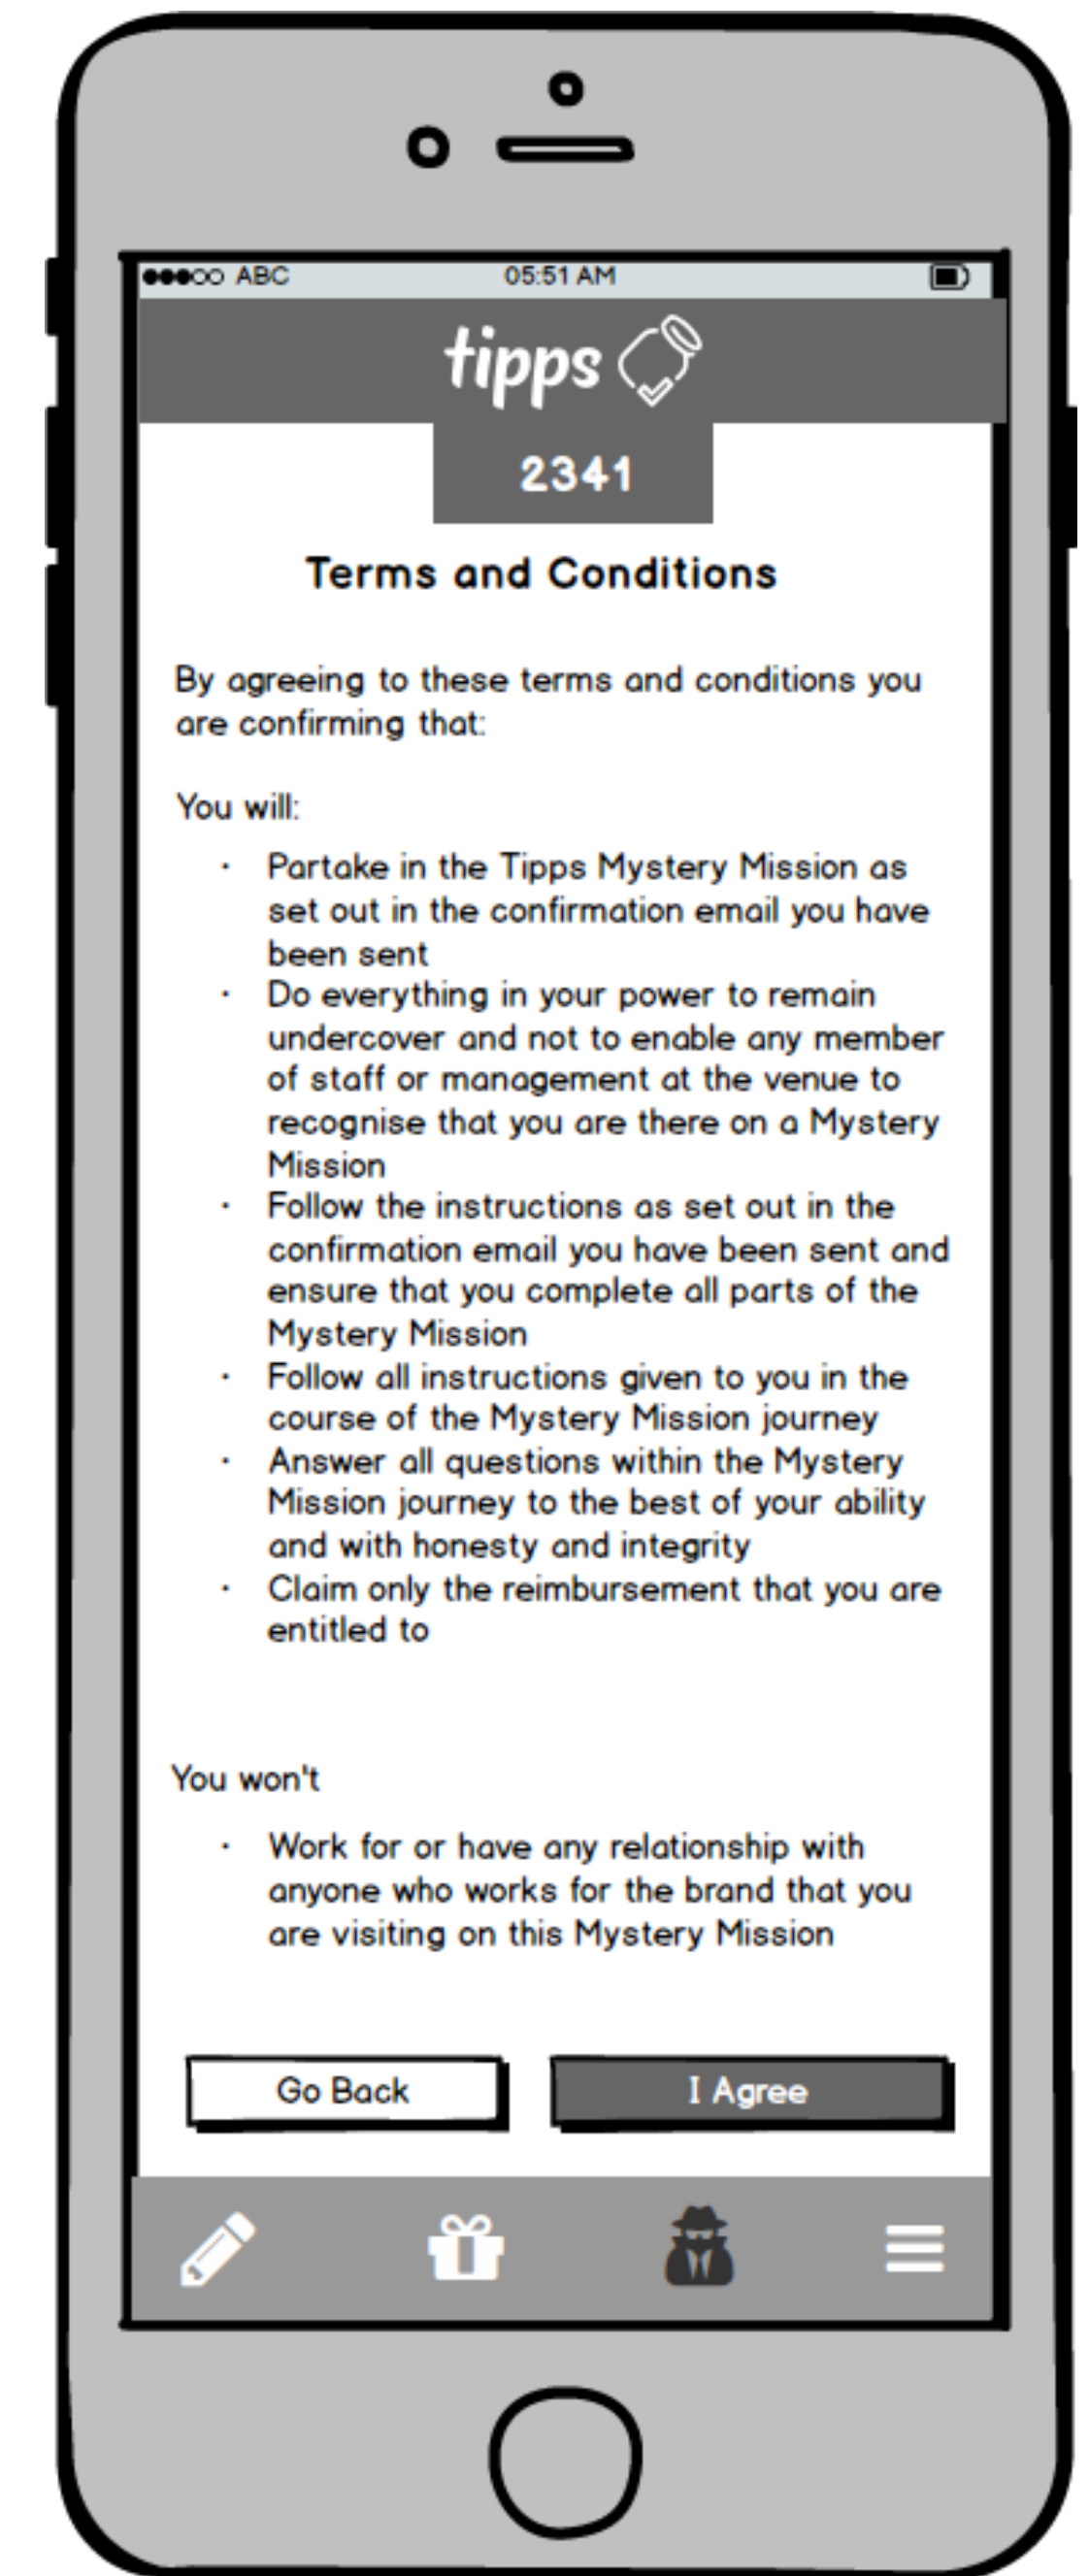 ABC 05:51 AM
tipps
2341
Terms and Conditions
By agreeing to these terms and conditions you
are confirming that:
You will:
· Partake in the Tipps Mystery Mission as
set out in the confirmation email you have
been sent
· Do everything in your power to remain
undercover and not to enable any member
of staff or management at the venue to
recognise that you are there on a Mystery
Mission
· Follow the instructions as set out in the
confirmation email you have been sent and
ensure that you complete all parts of the
Mystery Mission
· Follow all instructions given to you in the
course of the Mystery Mission journey
· Answer all questions within the Mystery
Mission journey to the best of your ability
and with honesty and integrity
· Claim only the reimbursement that you are
entitled to
You won't
· Work for or have any relationship with
anyone who works for the brand that you
are visiting on this Mystery Mission
Go Back I Agree